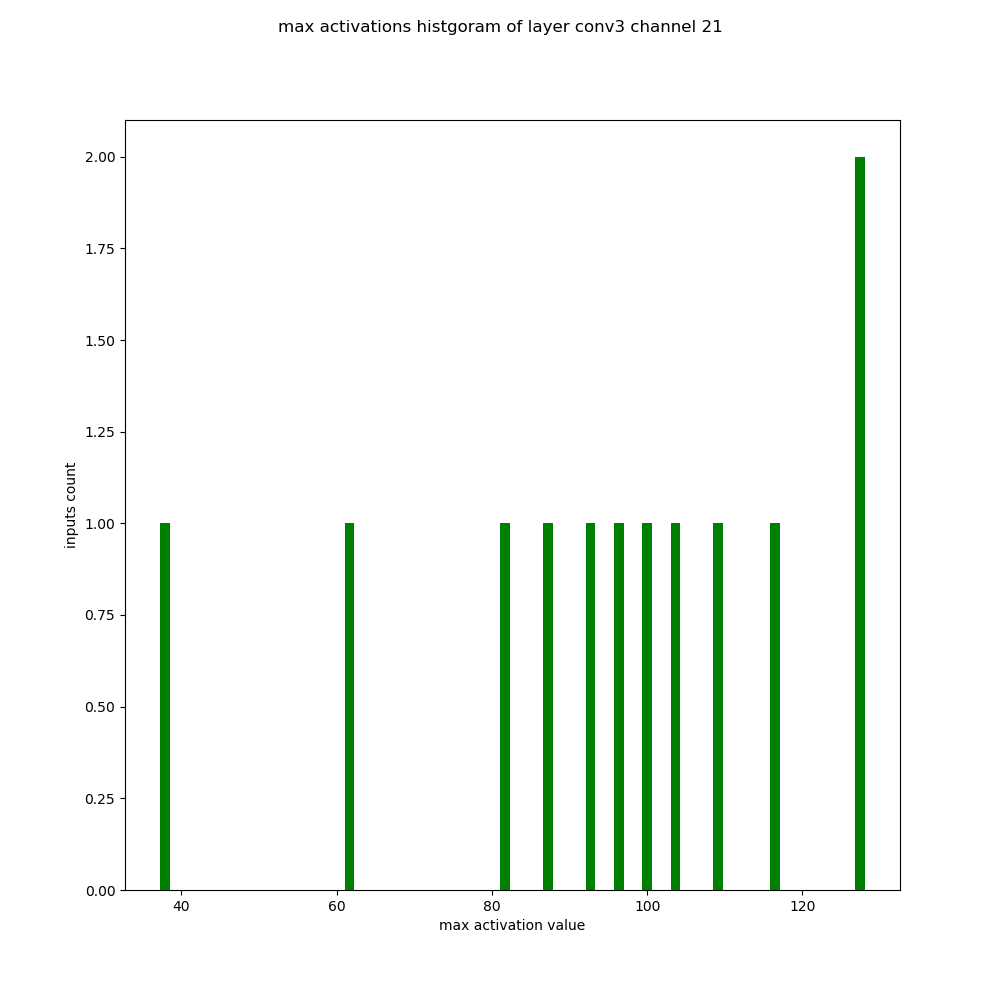 max activations histgoram of layer conv3 channel 21
2.00
1.75
1.50
1.25
1.00
0.75
0.50
0.25
0.00
inputs count
40 60 80 100 120
max activation value